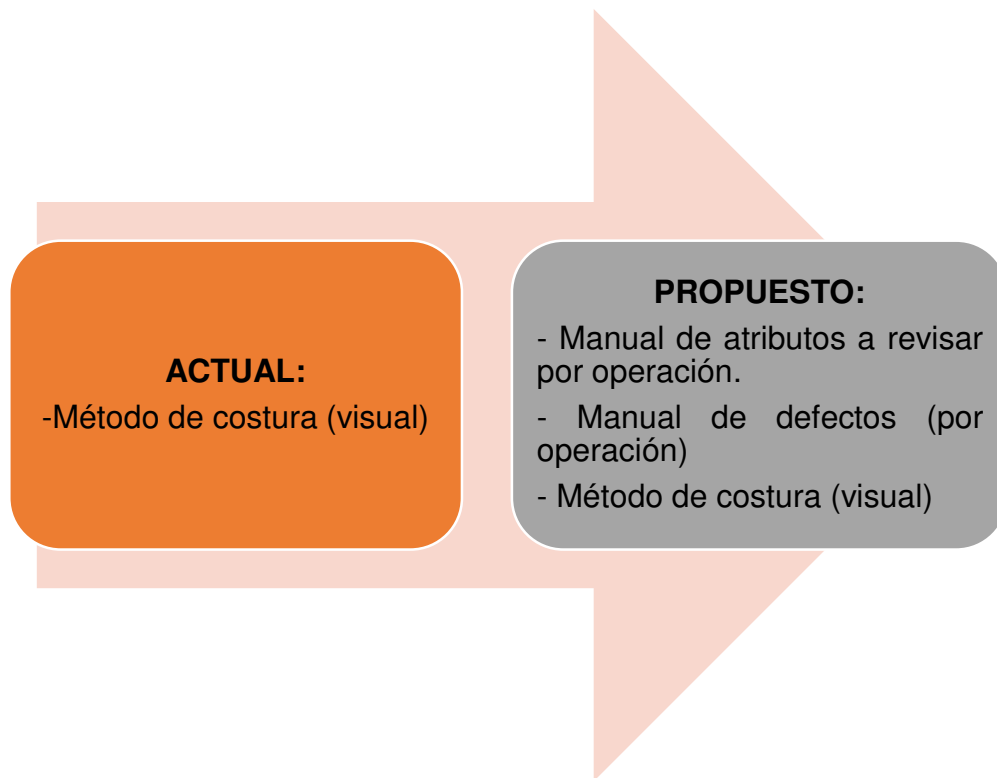 ACTUAL:
-Método de costura (visual)
PROPUESTO:
- Manual de atributos a revisar
por operación.
- Manual de defectos (por
operación)
- Método de costura (visual)